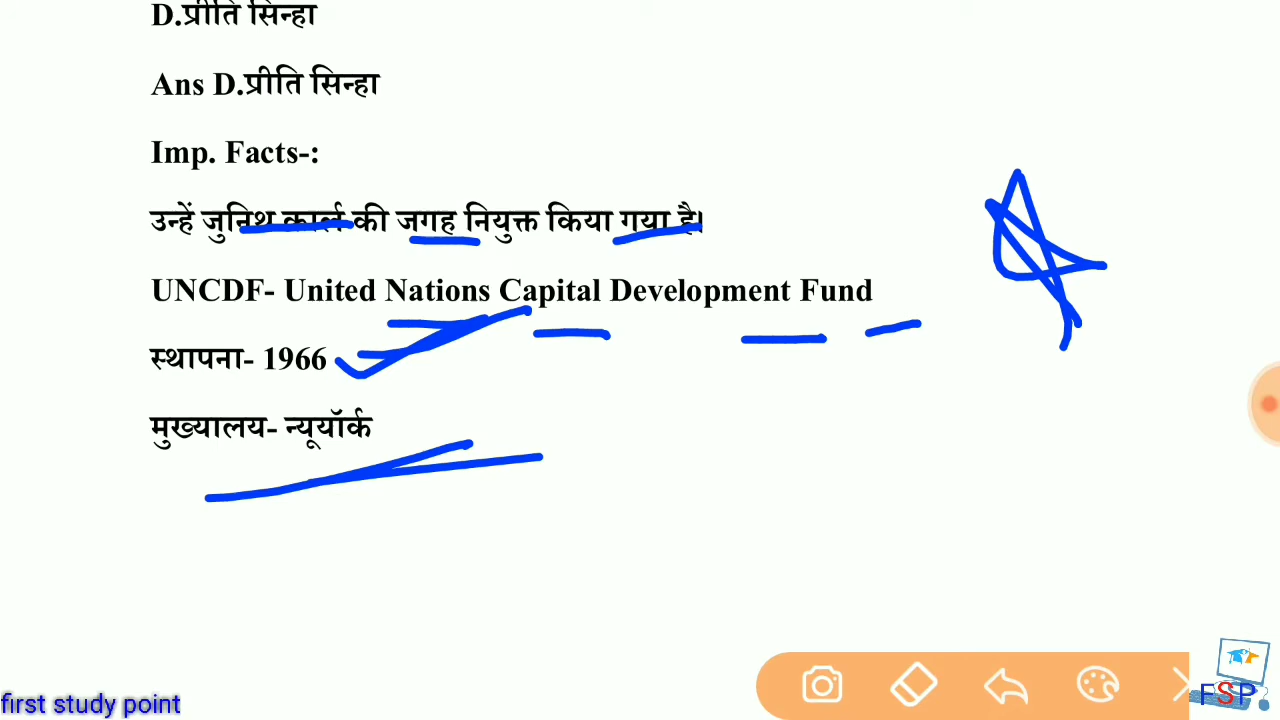 D.प्रीति सिन्हा
Ans D.प्रीति सिन्हा
Imp. Facts-:
उन्हें जुनिथ कार्ल की जगह नियुक्त किया गया है।
UNCDF- United Nations Capital Development Fund
स्थापना- 1966
मुख्यालय- न्यूयॉर्क
first study point
FSP